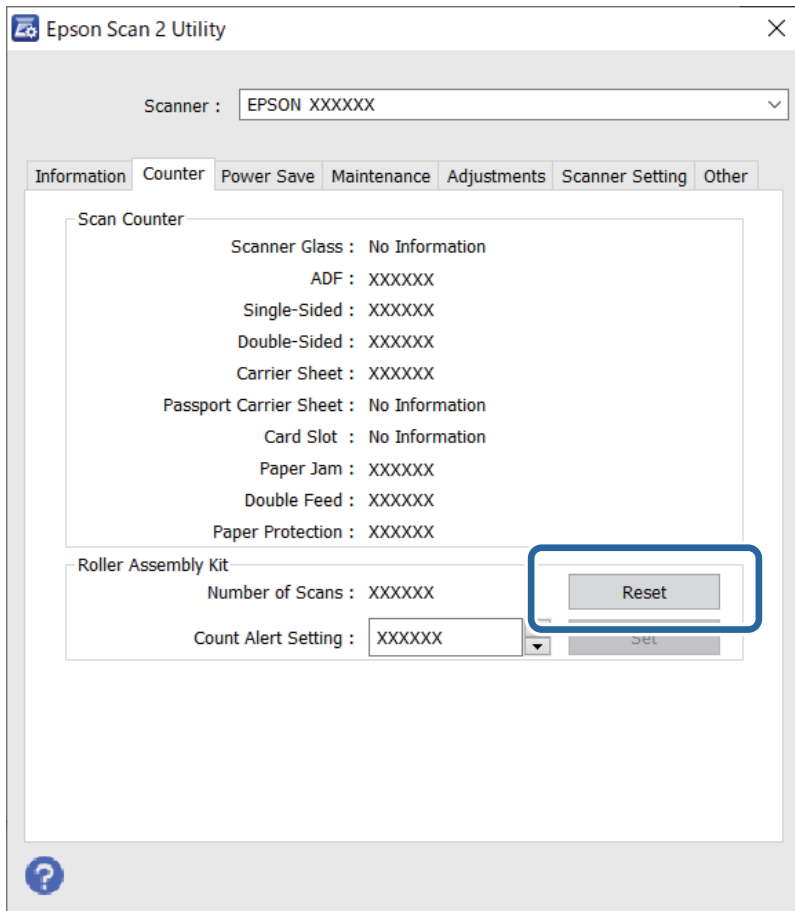 Epson Scan 2 Utility
Scanner : EPSON XXXXXX
Information Counter Power Save Maintenance Adjustments Scanner Setting Other
Scan Counter
Scanner Glass : No Information
ADF : XXXXXX
Single-Sided : XXXXXX
Double-Sided : XXXXXX
Carrier Sheet : XXXXXX
Passport Carrier Sheet : No Information
Card Slot : No Information
Paper Jam : XXXXXX
Double Feed : XXXXXX
Paper Protection : XXXXXX
Roller Assembly Kit
Number of Scans : XXXXXX Reset
Count Alert Setting : XXXXXX Set
?